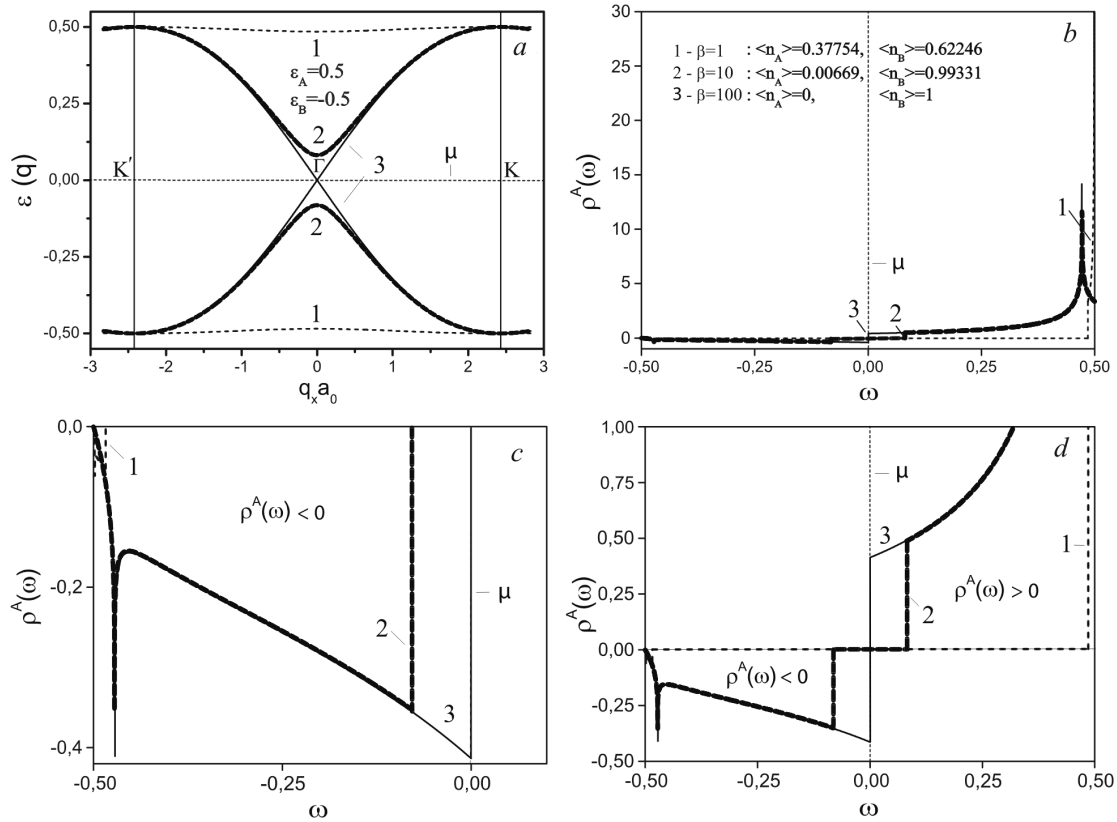 0,50
0,25
0,00
-0,25
-0,50
ε (q)
-3 -2 -1 0 1 2 3
q_x a_0
a
1
ε_A=0.5
ε_B=-0.5
2
Γ
3
μ
K′
K
2
1
30
25
20
15
10
5
0
ρ^A(ω)
-0,50 -0,25 0,00 0,25 0,50
ω
b
1 - β=1 : <n_A>=0.37754, <n_B>=0.62246
2 - β=10 : <n_A>=0.00669, <n_B>=0.99331
3 - β=100 : <n_A>=0, <n_B>=1
1
μ
3
2
0,0
-0,2
-0,4
ρ^A(ω)
-0,50 -0,25 0,00
ω
c
1
ρ^A(ω) < 0
μ
2
3
1,00
0,75
0,50
0,25
0,00
-0,25
-0,50
ρ^A(ω)
-0,50 -0,25 0,00 0,25 0,50
ω
d
μ
3
1
ρ^A(ω) > 0
2
ρ^A(ω) < 0